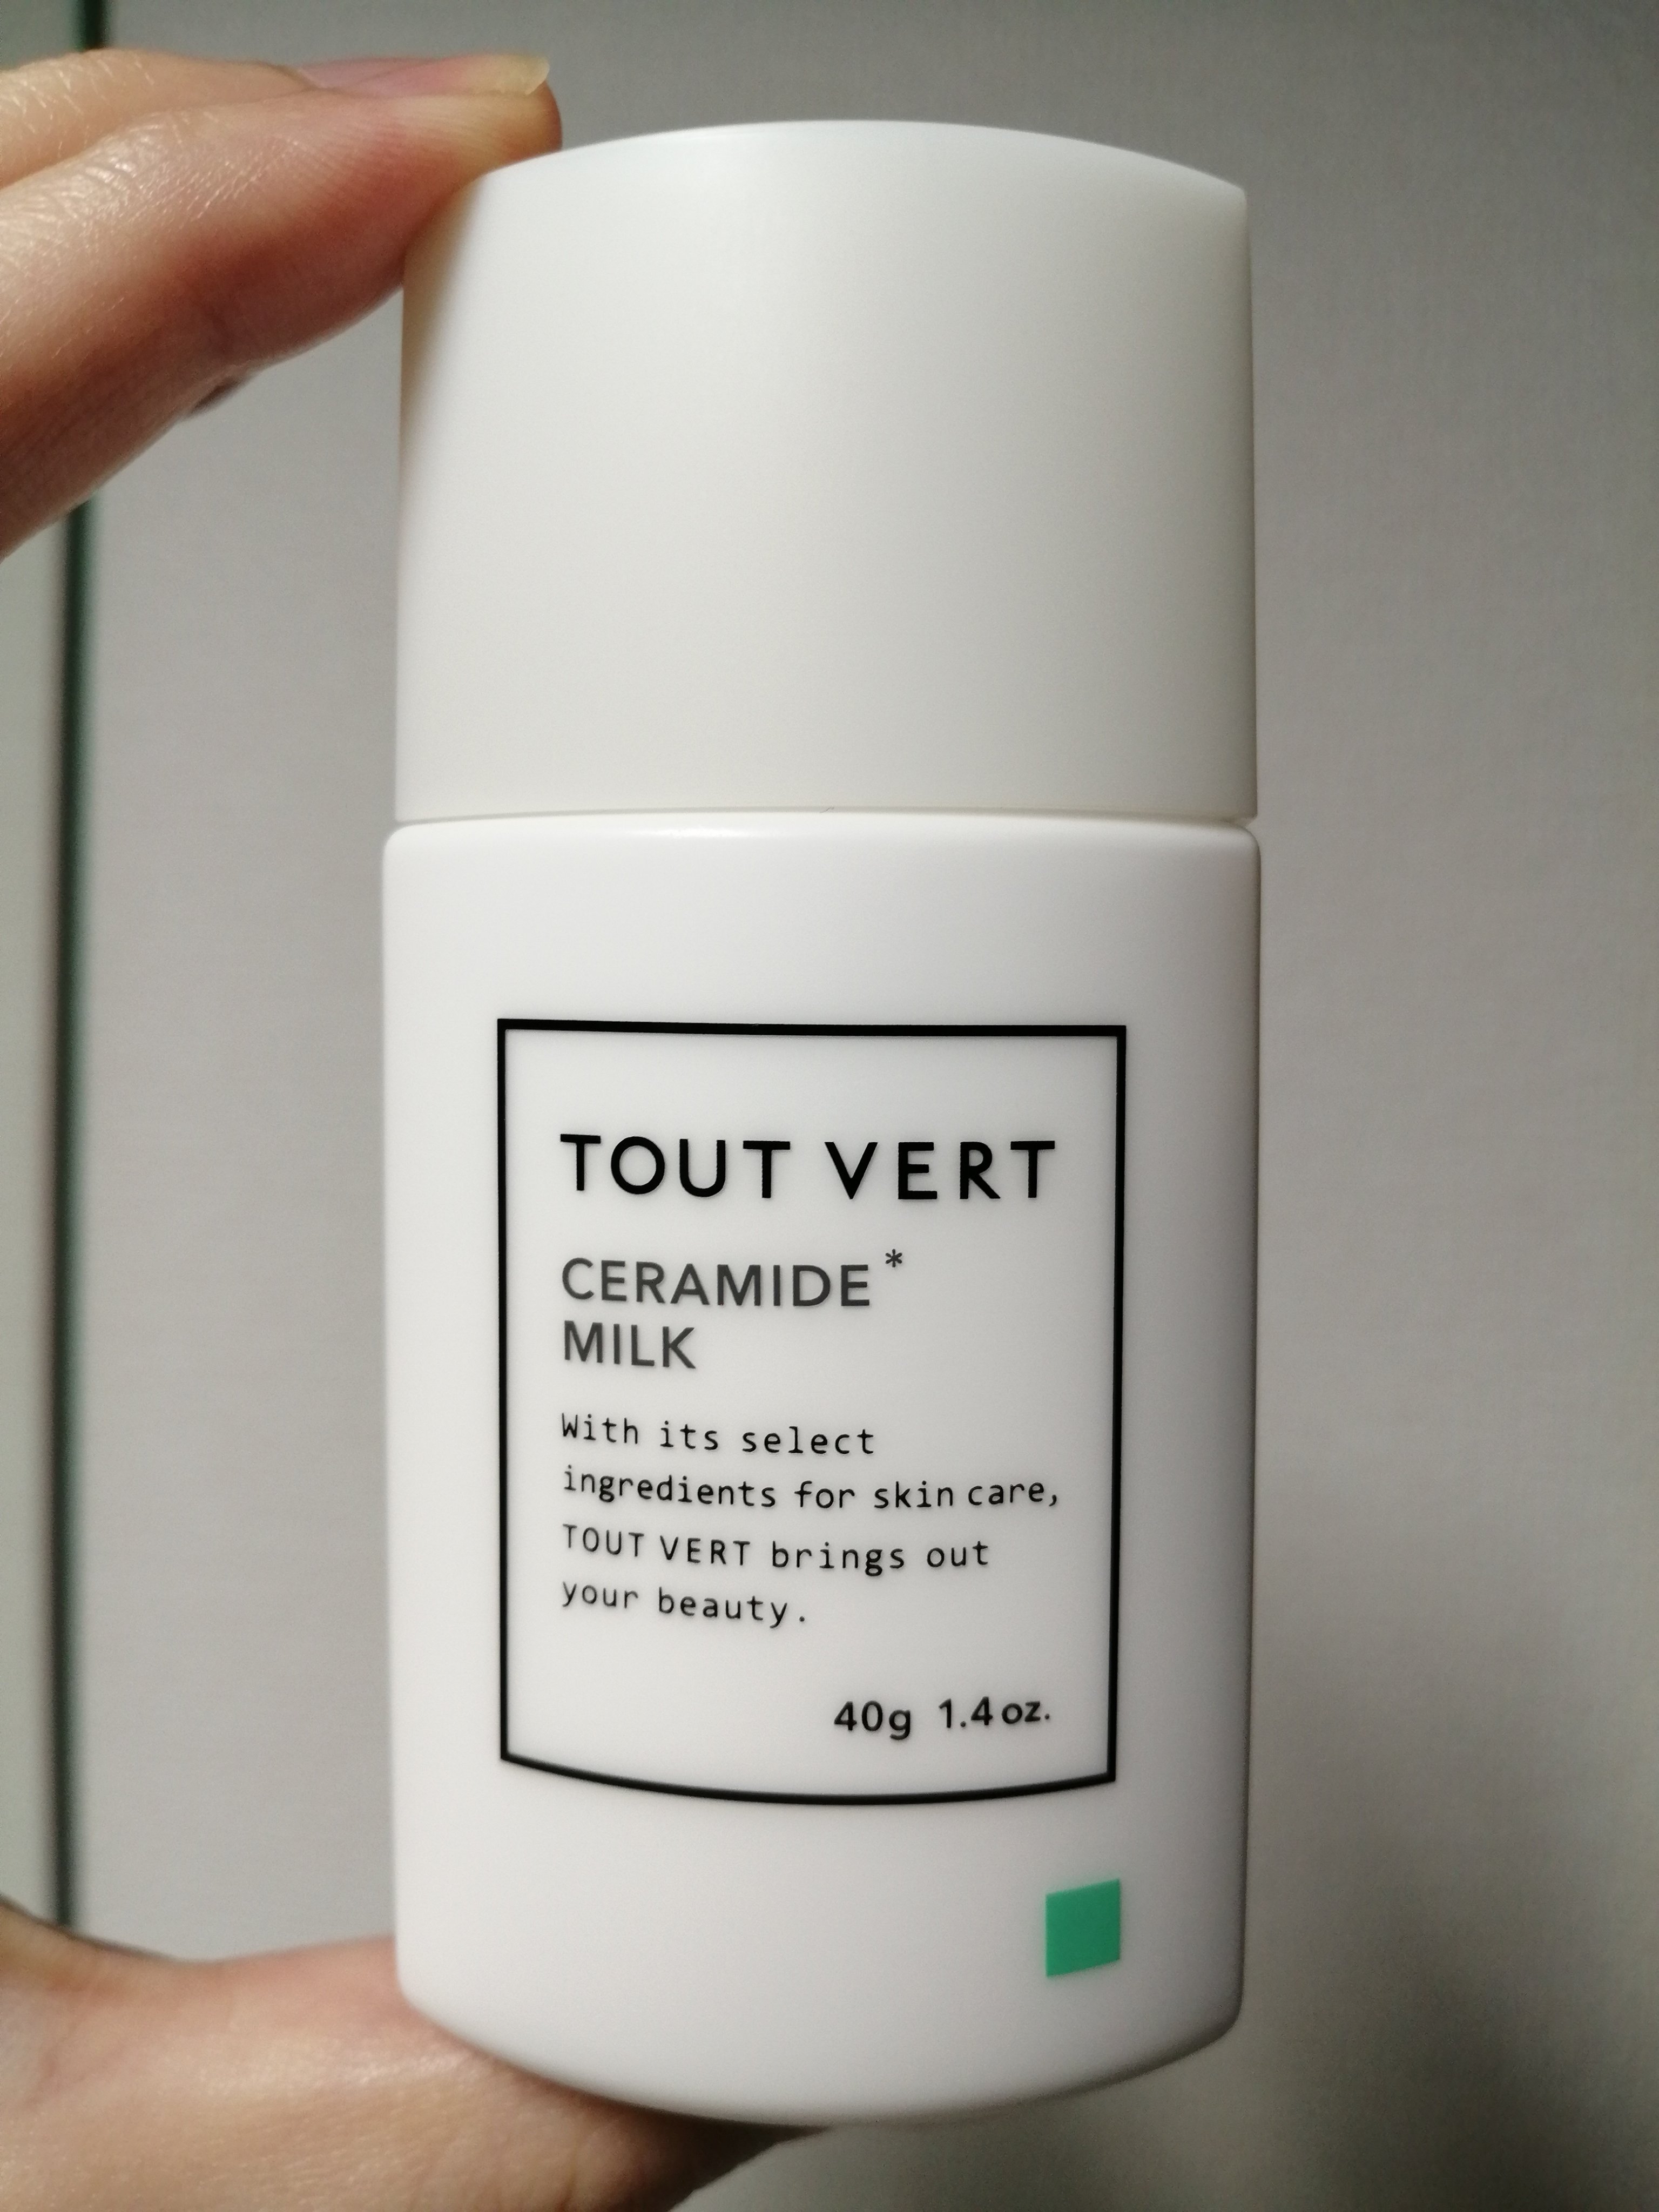 TOUT VERT
CERAMIDE*
MILK
With its select
ingredients for skin care,
TOUT VERT brings out
your beauty.
40g 1.4 oz.